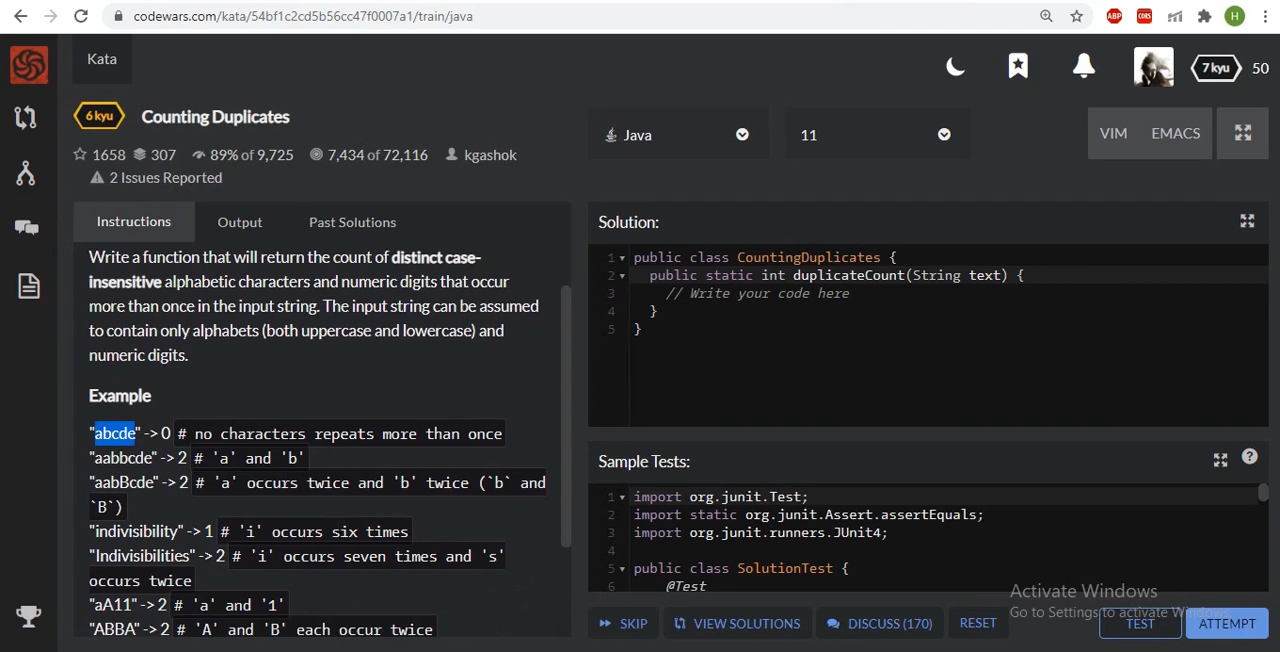 codewars.com/kata/54bf1c2cd5b56cc47f0007a1/train/java
ABP
CORS
H
Kata
7 kyu 50
6 kyu Counting Duplicates
1658 307 89% of 9,725 7,434 of 72,116 kgashok
2 Issues Reported
Java
11
VIM EMACS
Instructions Output Past Solutions
Write a function that will return the count of distinct case-
insensitive alphabetic characters and numeric digits that occur
more than once in the input string. The input string can be assumed
to contain only alphabets (both uppercase and lowercase) and
numeric digits.
Example
"abcde" -> 0 # no characters repeats more than once
"aabbcde" -> 2 # 'a' and 'b'
"aabBcde" -> 2 # 'a' occurs twice and 'b' twice (`b` and
`B`)
"indivisibility" -> 1 # 'i' occurs six times
"Indivisibilities" -> 2 # 'i' occurs seven times and 's'
occurs twice
"aA11" -> 2 # 'a' and '1'
"ABBA" -> 2 # 'A' and 'B' each occur twice
Solution:
1 public class CountingDuplicates {
2 public static int duplicateCount(String text) {
3 // Write your code here
4 }
5 }
Sample Tests:
1 import org.junit.Test;
2 import static org.junit.Assert.assertEquals;
3 import org.junit.runners.JUnit4;
4
5 public class SolutionTest {
6 @Test
Activate Windows
Go to Settings to activate Windows.
SKIP VIEW SOLUTIONS DISCUSS (170) RESET TEST ATTEMPT